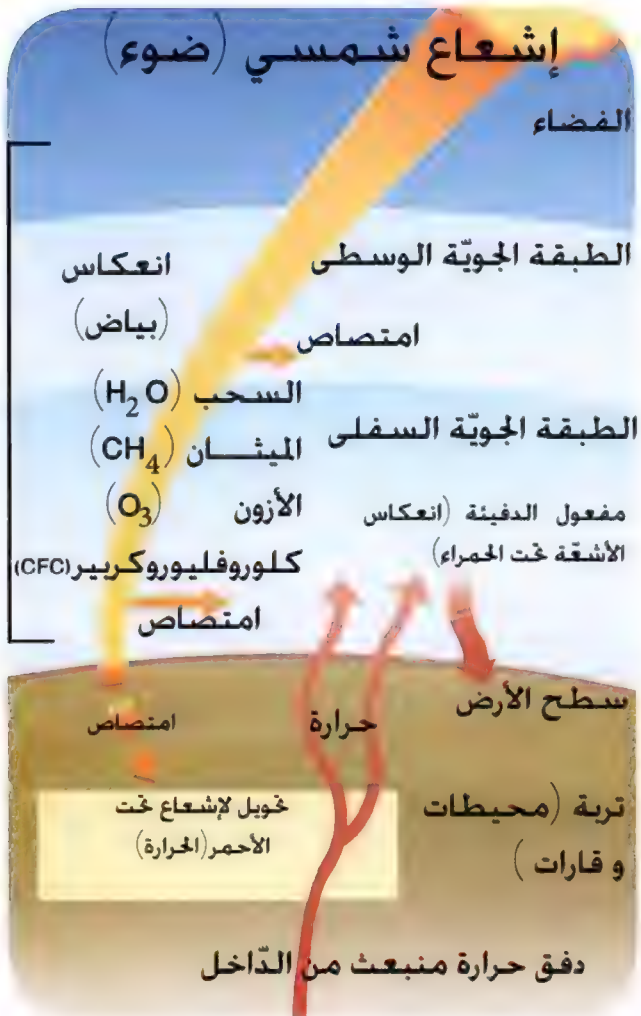 إشعاع شمسي (ضوء)
الفضاء
الطبقة الجويّة الوسطى
انعكاس
(بياض)
امتصاص
السحب (H₂O)
الطبقة الجويّة السفلى
الميثــان (CH₄)
الأزون (O₃)
مفعول الدفيئة (انعكاس
الأشعّة تحت الحمراء)
كلوروفليوروكربير(CFC)
امتصاص
سطح الأرض
حرارة
امتصاص
تربة (محيطات
و قارات )
تحويل لإشعاع تحت
الأحمر(الحرارة)
دفق حرارة منبعث من الدّاخل